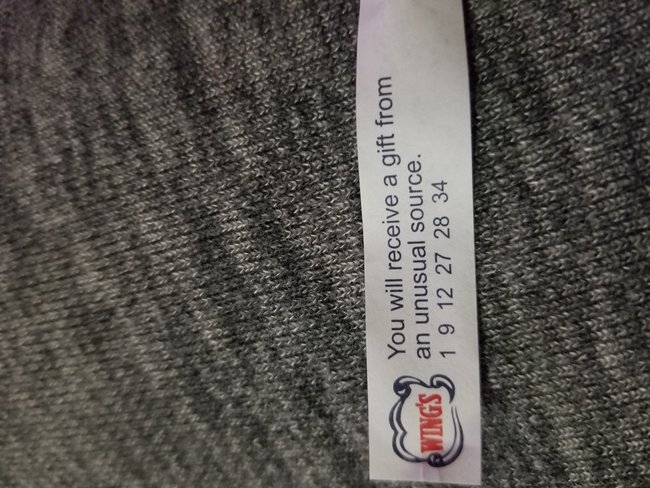 You will receive a gift from
an unusual source.
1 9 12 27 28 34
WING'S